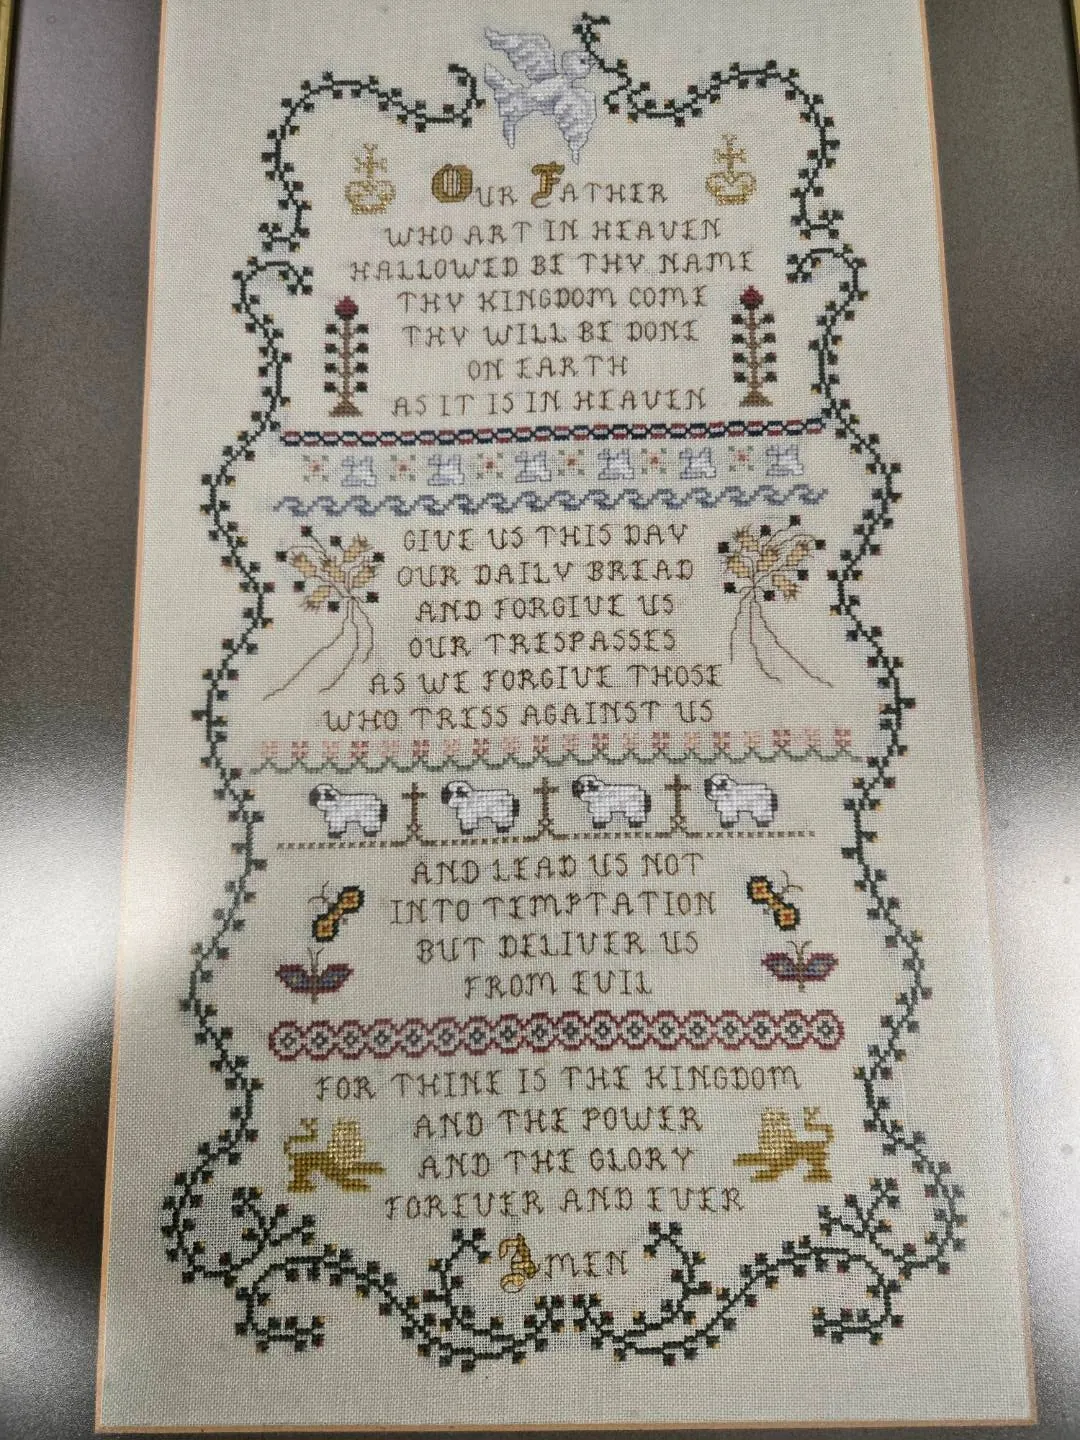 OUR FATHER
WHO ART IN HEAVEN
HALLOWED BE THY NAME
THY KINGDOM COME
THY WILL BE DONE
ON EARTH
AS IT IS IN HEAVEN
GIVE US THIS DAY
OUR DAILY BREAD
AND FORGIVE US
OUR TRESPASSES
AS WE FORGIVE THOSE
WHO TRESS AGAINST US
AND LEAD US NOT
INTO TEMPTATION
BUT DELIVER US
FROM EVIL
FOR THINE IS THE KINGDOM
AND THE POWER
AND THE GLORY
FOREVER AND EVER
AMEN